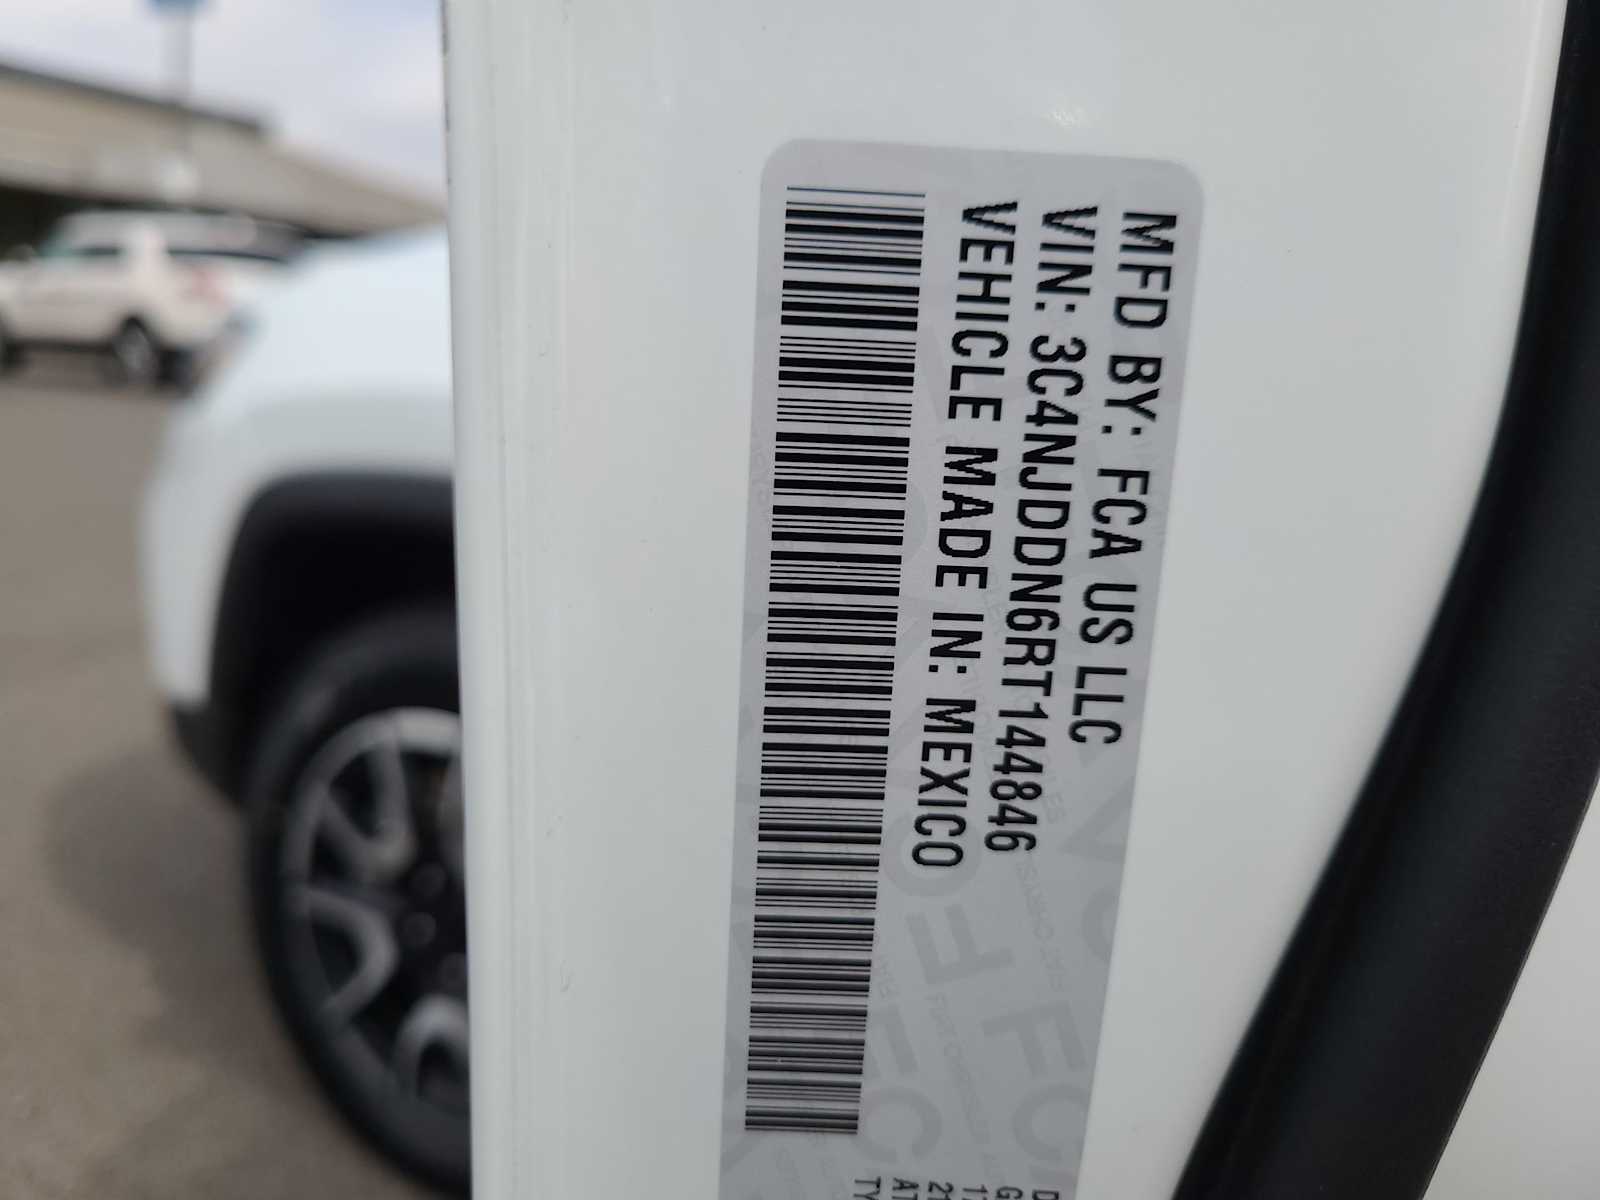 MFD BY: FCA US LLC
VIN: 3C4NJDDN6RT144846
VEHICLE MADE IN: MEXICO